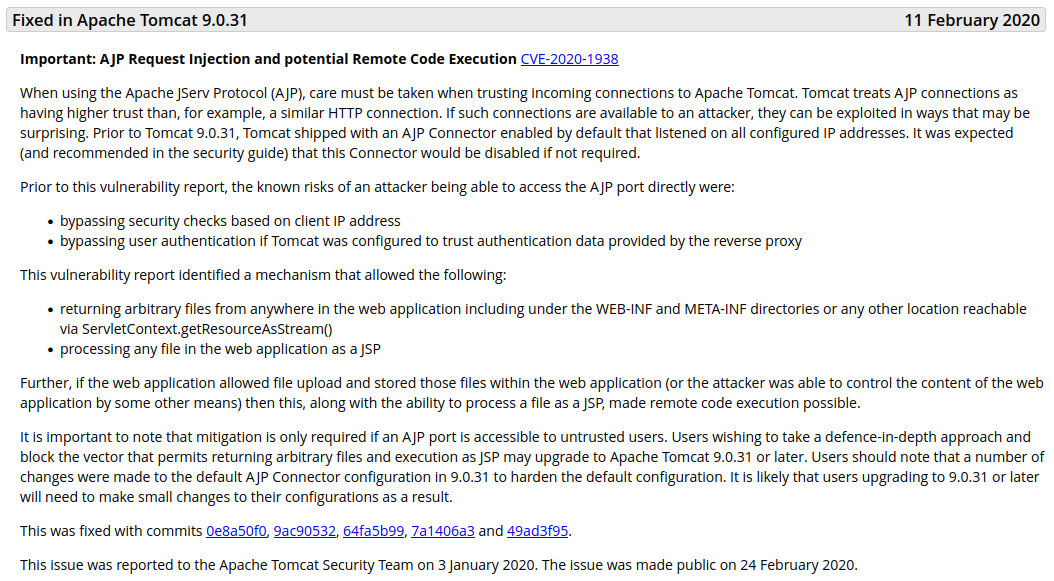 Fixed in Apache Tomcat 9.0.31 11 February 2020
Important: AJP Request Injection and potential Remote Code Execution CVE-2020-1938
When using the Apache JServ Protocol (AJP), care must be taken when trusting incoming connections to Apache Tomcat. Tomcat treats AJP connections as
having higher trust than, for example, a similar HTTP connection. If such connections are available to an attacker, they can be exploited in ways that may be
surprising. Prior to Tomcat 9.0.31, Tomcat shipped with an AJP Connector enabled by default that listened on all configured IP addresses. It was expected
(and recommended in the security guide) that this Connector would be disabled if not required.
Prior to this vulnerability report, the known risks of an attacker being able to access the AJP port directly were:
• bypassing security checks based on client IP address
• bypassing user authentication if Tomcat was configured to trust authentication data provided by the reverse proxy
This vulnerability report identified a mechanism that allowed the following:
• returning arbitrary files from anywhere in the web application including under the WEB-INF and META-INF directories or any other location reachable
via ServletContext.getResourceAsStream()
• processing any file in the web application as a JSP
Further, if the web application allowed file upload and stored those files within the web application (or the attacker was able to control the content of the web
application by some other means) then this, along with the ability to process a file as a JSP, made remote code execution possible.
It is important to note that mitigation is only required if an AJP port is accessible to untrusted users. Users wishing to take a defence-in-depth approach and
block the vector that permits returning arbitrary files and execution as JSP may upgrade to Apache Tomcat 9.0.31 or later. Users should note that a number of
changes were made to the default AJP Connector configuration in 9.0.31 to harden the default configuration. It is likely that users upgrading to 9.0.31 or later
will need to make small changes to their configurations as a result.
This was fixed with commits 0e8a50f0, 9ac90532, 64fa5b99, 7a1406a3 and 49ad3f95.
This issue was reported to the Apache Tomcat Security Team on 3 January 2020. The issue was made public on 24 February 2020.